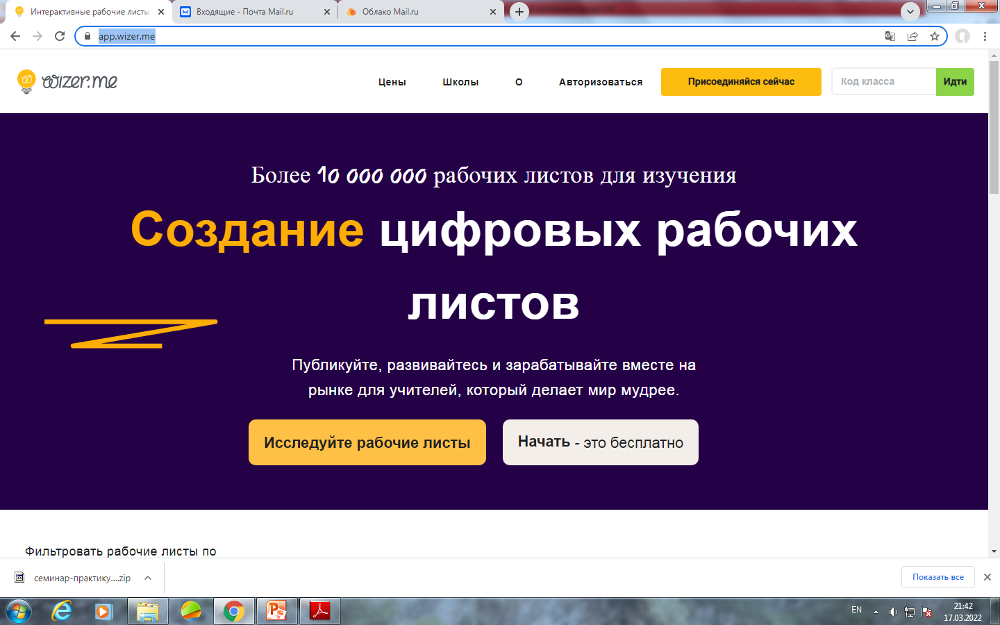 Интерактивные рабочие листы
Входящие - Почта Mail.ru
Облако Mail.ru
app.wizer.me
wizer.me
Цены
Школы
О
Авторизоваться
Присоединяйся сейчас
Код класса
Идти
Более 10 000 000 рабочих листов для изучения
Создание цифровых рабочих
листов
Публикуйте, развивайтесь и зарабатывайте вместе на
рынке для учителей, который делает мир мудрее.
Исследуйте рабочие листы
Начать - это бесплатно
Фильтровать рабочие листы по
семинар-практику....zip
Показать все
EN
21:42
17.03.2022